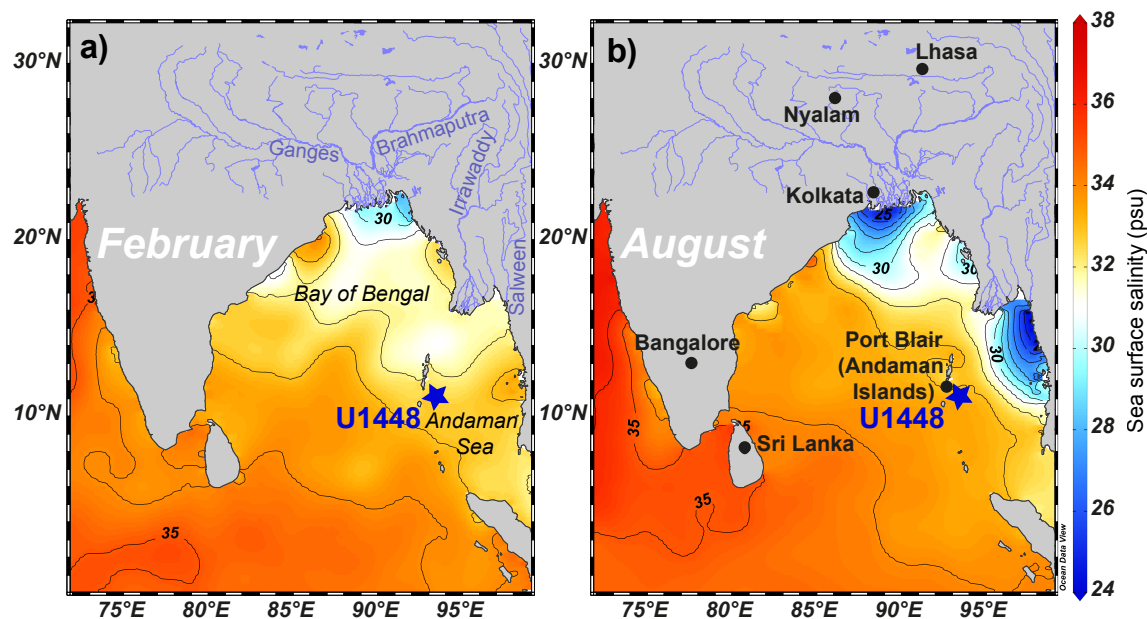 a)
30°N
20°N
10°N
Ganges
Brahmaputra
Irrawaddy
Salween
February
30
Bay of Bengal
U1448
Andaman
Sea
35
75°E 80°E 85°E 90°E 95°E
b)
Lhasa
Nyalam
Kolkata
August
25
30
30
30
Bangalore
Port Blair
(Andaman
Islands)
U1448
Sri Lanka
35
35
30°N
20°N
10°N
75°E 80°E 85°E 90°E 95°E
Ocean Data View
38
36
34
32
30
28
26
24
Sea surface salinity (psu)